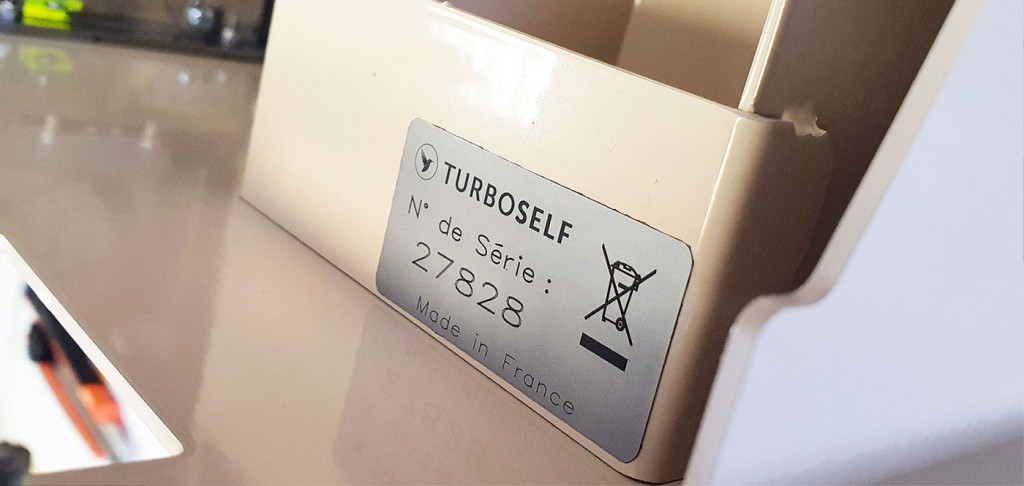 TURBOSELF
N° de Série :
27828
Made in France